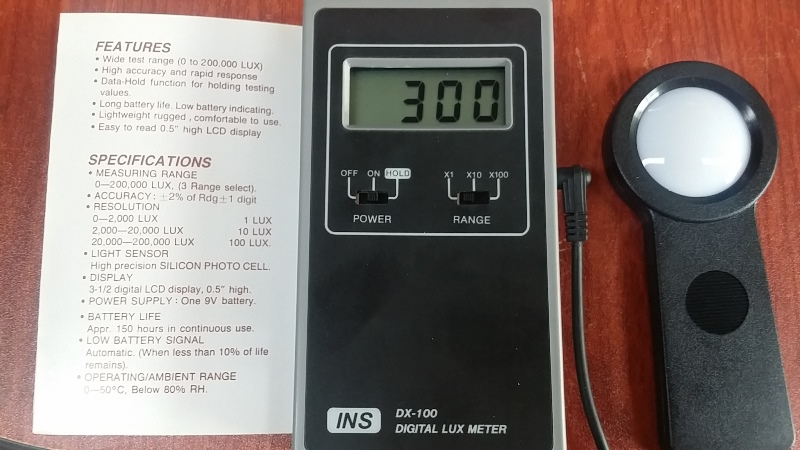 FEATURES
• Wide test range (0 to 200,000 LUX)
• High accuracy and rapid response
• Data-Hold function for holding testing
values.
• Long battery life. Low battery indicating.
• Lightweight rugged , comfortable to use.
• Easy to read 0.5" high LCD display
SPECIFICATIONS
• MEASURING RANGE
0—200,000 LUX, (3 Range select).
• ACCURACY : ±2% of Rdg±1 digit
• RESOLUTION
0—2,000 LUX 1 LUX
2,000—20,000 LUX 10 LUX
20,000—200,000 LUX 100 LUX.
• LIGHT SENSOR
High precision SILICON PHOTO CELL.
• DISPLAY
3-1/2 digital LCD display, 0.5" high.
• POWER SUPPLY : One 9V battery.
• BATTERY LIFE
Appr. 150 hours in continuous use.
• LOW BATTERY SIGNAL
Automatic. (When less than 10% of life
remains).
• OPERATING/AMBIENT RANGE
0—50°C, Below 80% RH.
300
OFF ON HOLD X1 X10 X100
POWER RANGE
INS DX-100
DIGITAL LUX METER